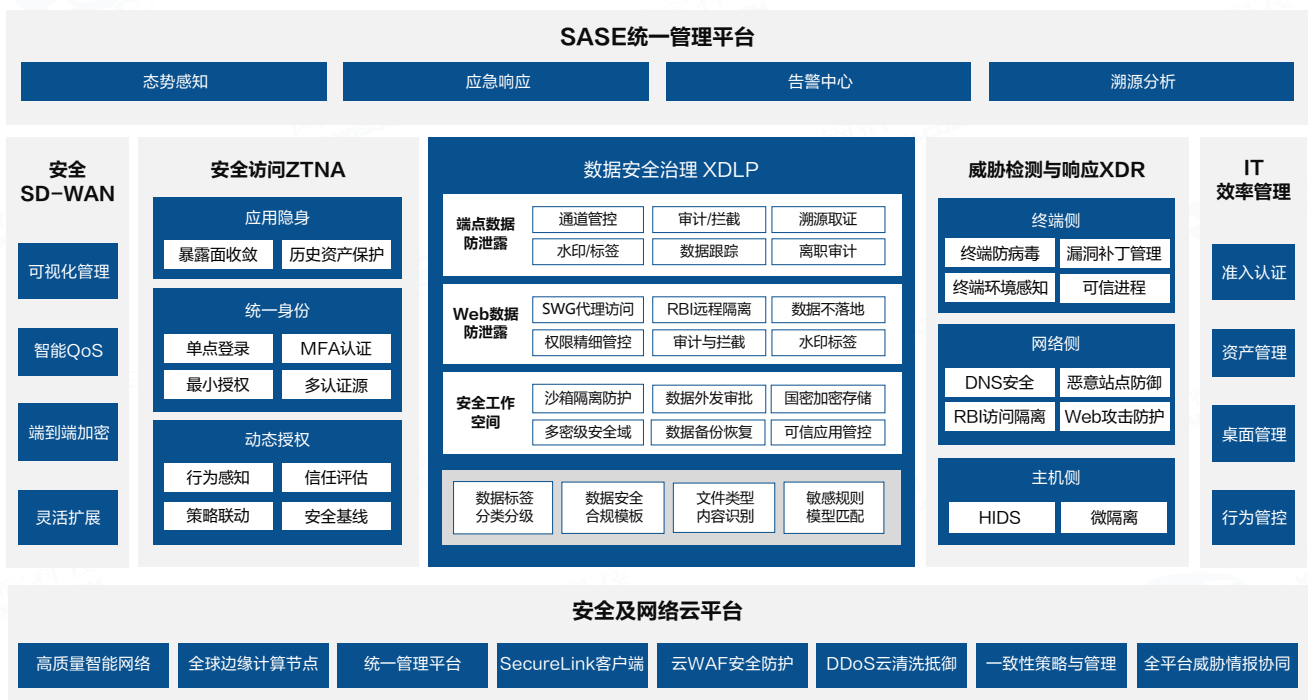 SASE统一管理平台
态势感知
应急响应
告警中心
溯源分析
安全
SD-WAN
可视化管理
智能QoS
端到端加密
灵活扩展
安全访问ZTNA
应用隐身
暴露面收敛
历史资产保护
统一身份
单点登录
MFA认证
最小授权
多认证源
动态授权
行为感知
信任评估
策略联动
安全基线
数据安全治理 XDLP
端点数据
防泄露
通道管控
审计/拦截
溯源取证
水印/标签
数据跟踪
离职审计
Web数据
防泄露
SWG代理访问
RBI远程隔离
数据不落地
权限精细管控
审计与拦截
水印标签
安全工作
空间
沙箱隔离防护
数据外发审批
国密加密存储
多密级安全域
数据备份恢复
可信应用管控
数据标签
分类分级
数据安全
合规模板
文件类型
内容识别
敏感规则
模型匹配
威胁检测与响应XDR
终端侧
终端防病毒
漏洞补丁管理
终端环境感知
可信进程
网络侧
DNS安全
恶意站点防御
RBI访问隔离
Web攻击防护
主机侧
HIDS
微隔离
IT
效率管理
准入认证
资产管理
桌面管理
行为管控
安全及网络云平台
高质量智能网络
全球边缘计算节点
统一管理平台
SecureLink客户端
云WAF安全防护
DDoS云清洗抵御
一致性策略与管理
全平台威胁情报协同